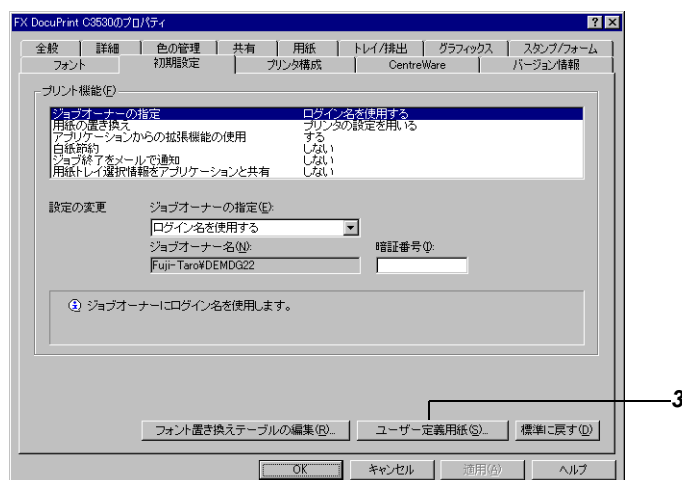 FX DocuPrint C3530のプロパティ
全般 詳細 色の管理 共有 用紙 トレイ/排出 グラフィックス スタンプ/フォーム
フォント 初期設定 プリンタ構成 CentreWare バージョン情報
プリント機能(F)
ジョブオーナーの指定 ログイン名を使用する
用紙の置き換え プリンタの設定を用いる
アプリケーションからの拡張機能の使用 する
白紙節約 しない
ジョブ終了をメールで通知 しない
用紙トレイ選択情報をアプリケーションと共有 しない
設定の変更 ジョブオーナーの指定(E):
ログイン名を使用する
ジョブオーナー名(N): 暗証番号(I):
Fuji-Taro¥DEMDG22
ジョブオーナーにログイン名を使用します。
3
フォント置き換えテーブルの編集(R)... ユーザー定義用紙(S)... 標準に戻す(D)
OK キャンセル 適用(A) ヘルプ